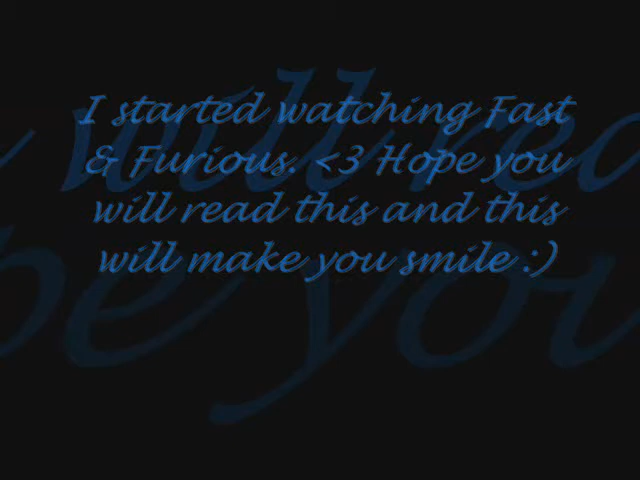 I started watching Fast
& Furious. <3 Hope you
will read this and this
will make you smile :)